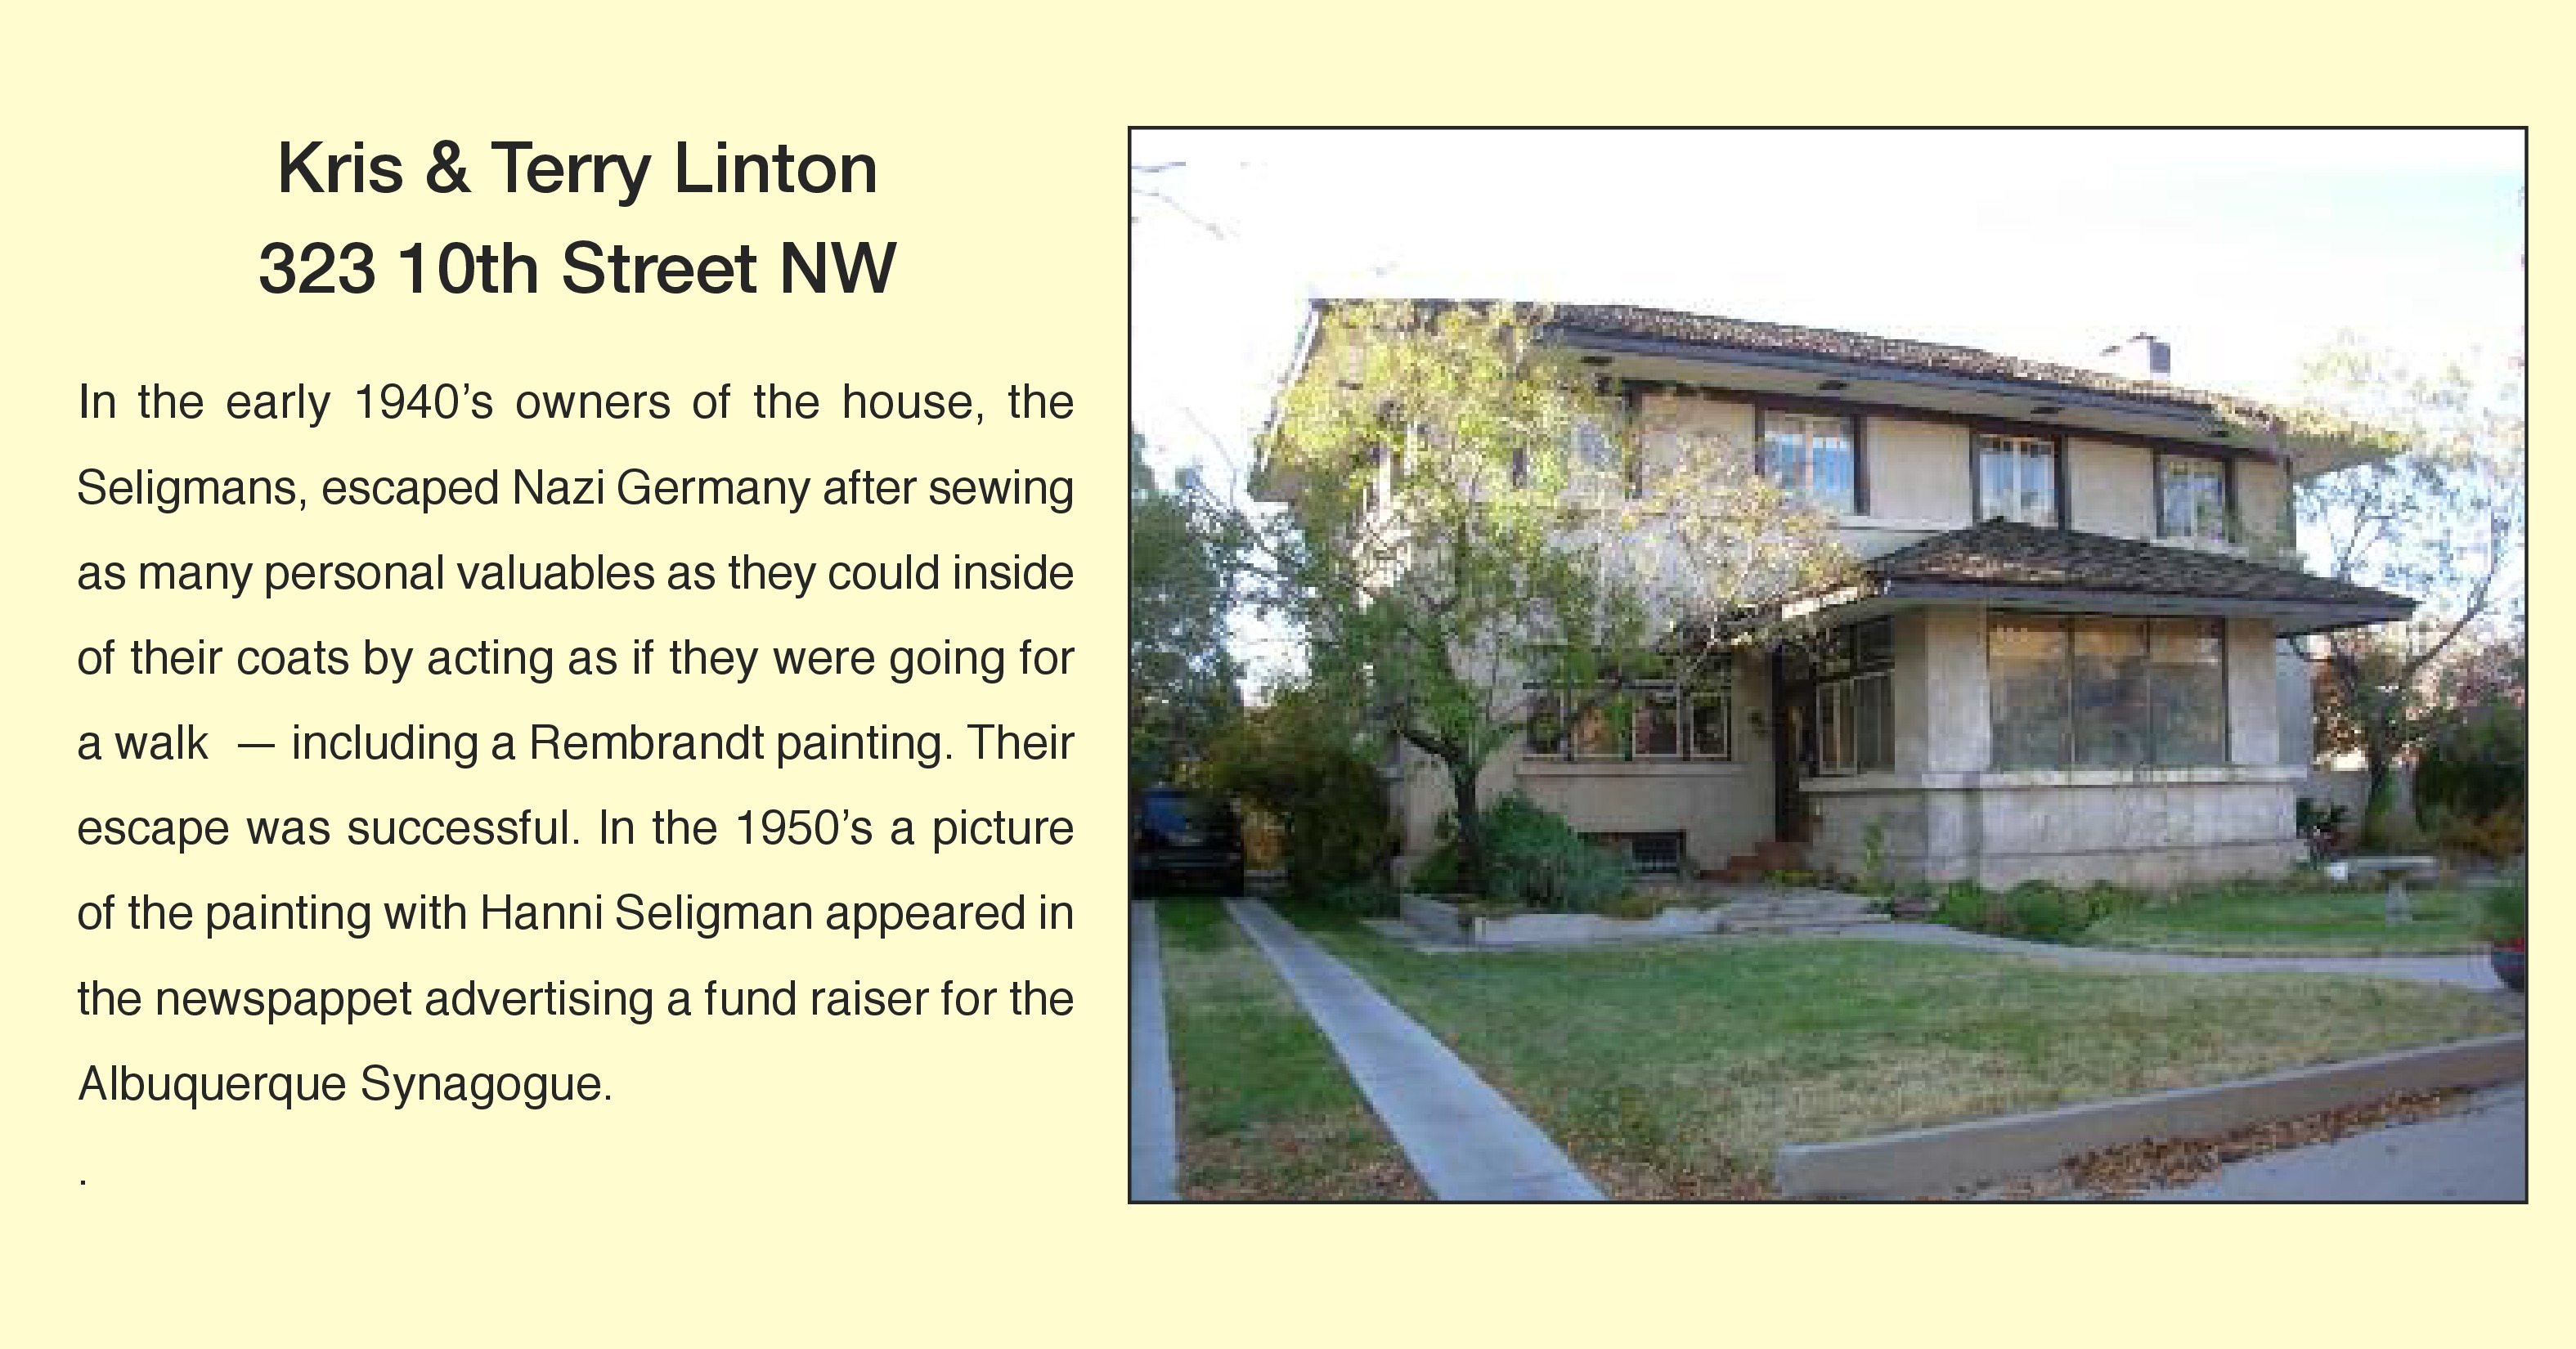 Kris & Terry Linton
323 10th Street NW
In the early 1940’s owners of the house, the
Seligmans, escaped Nazi Germany after sewing
as many personal valuables as they could inside
of their coats by acting as if they were going for
a walk  — including a Rembrandt painting. Their
escape was successful. In the 1950’s a picture
of the painting with Hanni Seligman appeared in
the newspappet advertising a fund raiser for the
Albuquerque Synagogue.
.